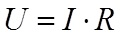 U = I · R